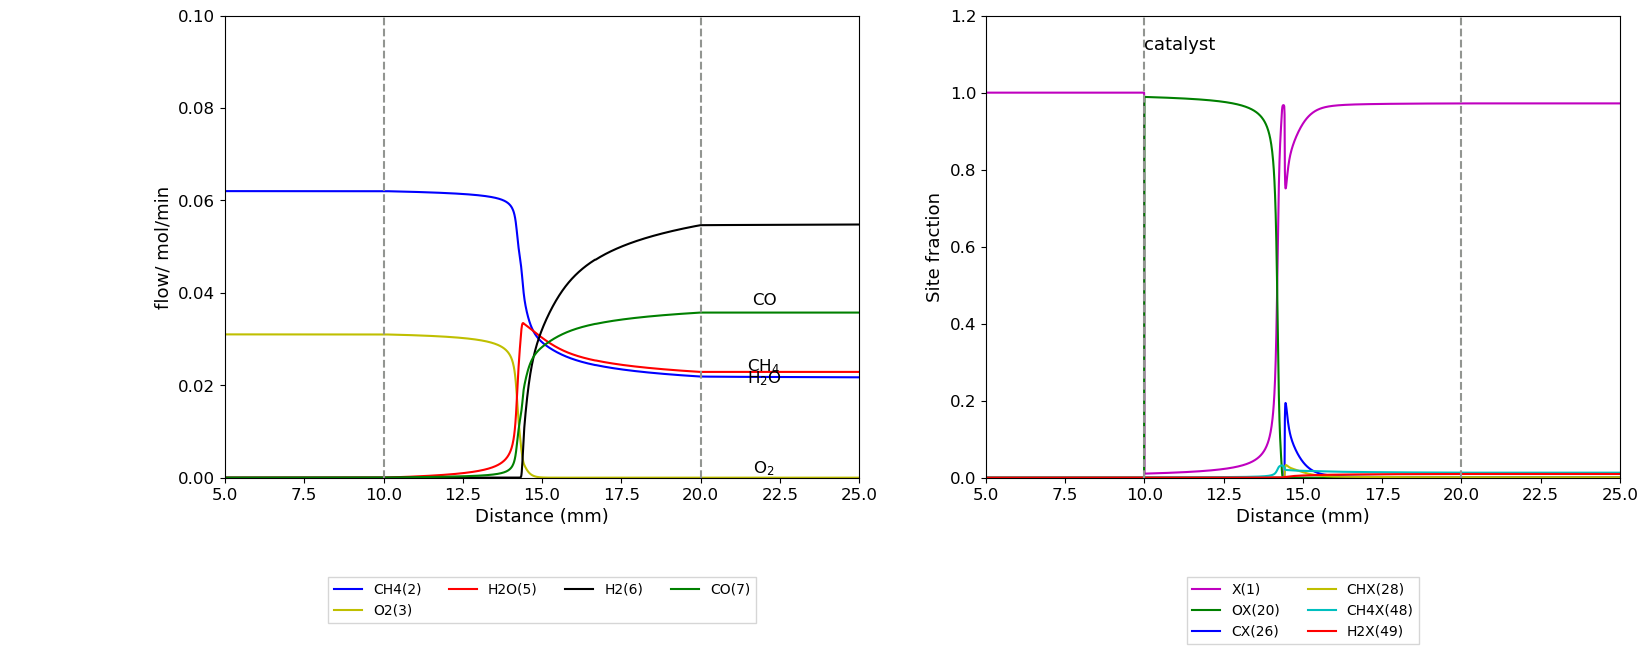 0.10
0.08
0.06
0.04
0.02
0.00
flow/ mol/min
CO
CH4
H2O
O2
5.0 7.5 10.0 12.5 15.0 17.5 20.0 22.5 25.0
Distance (mm)
CH4(2) H2O(5) H2(6) CO(7)
O2(3)
1.2
1.0
0.8
0.6
0.4
0.2
0.0
Site fraction
catalyst
5.0 7.5 10.0 12.5 15.0 17.5 20.0 22.5 25.0
Distance (mm)
X(1) CHX(28)
OX(20) CH4X(48)
CX(26) H2X(49)